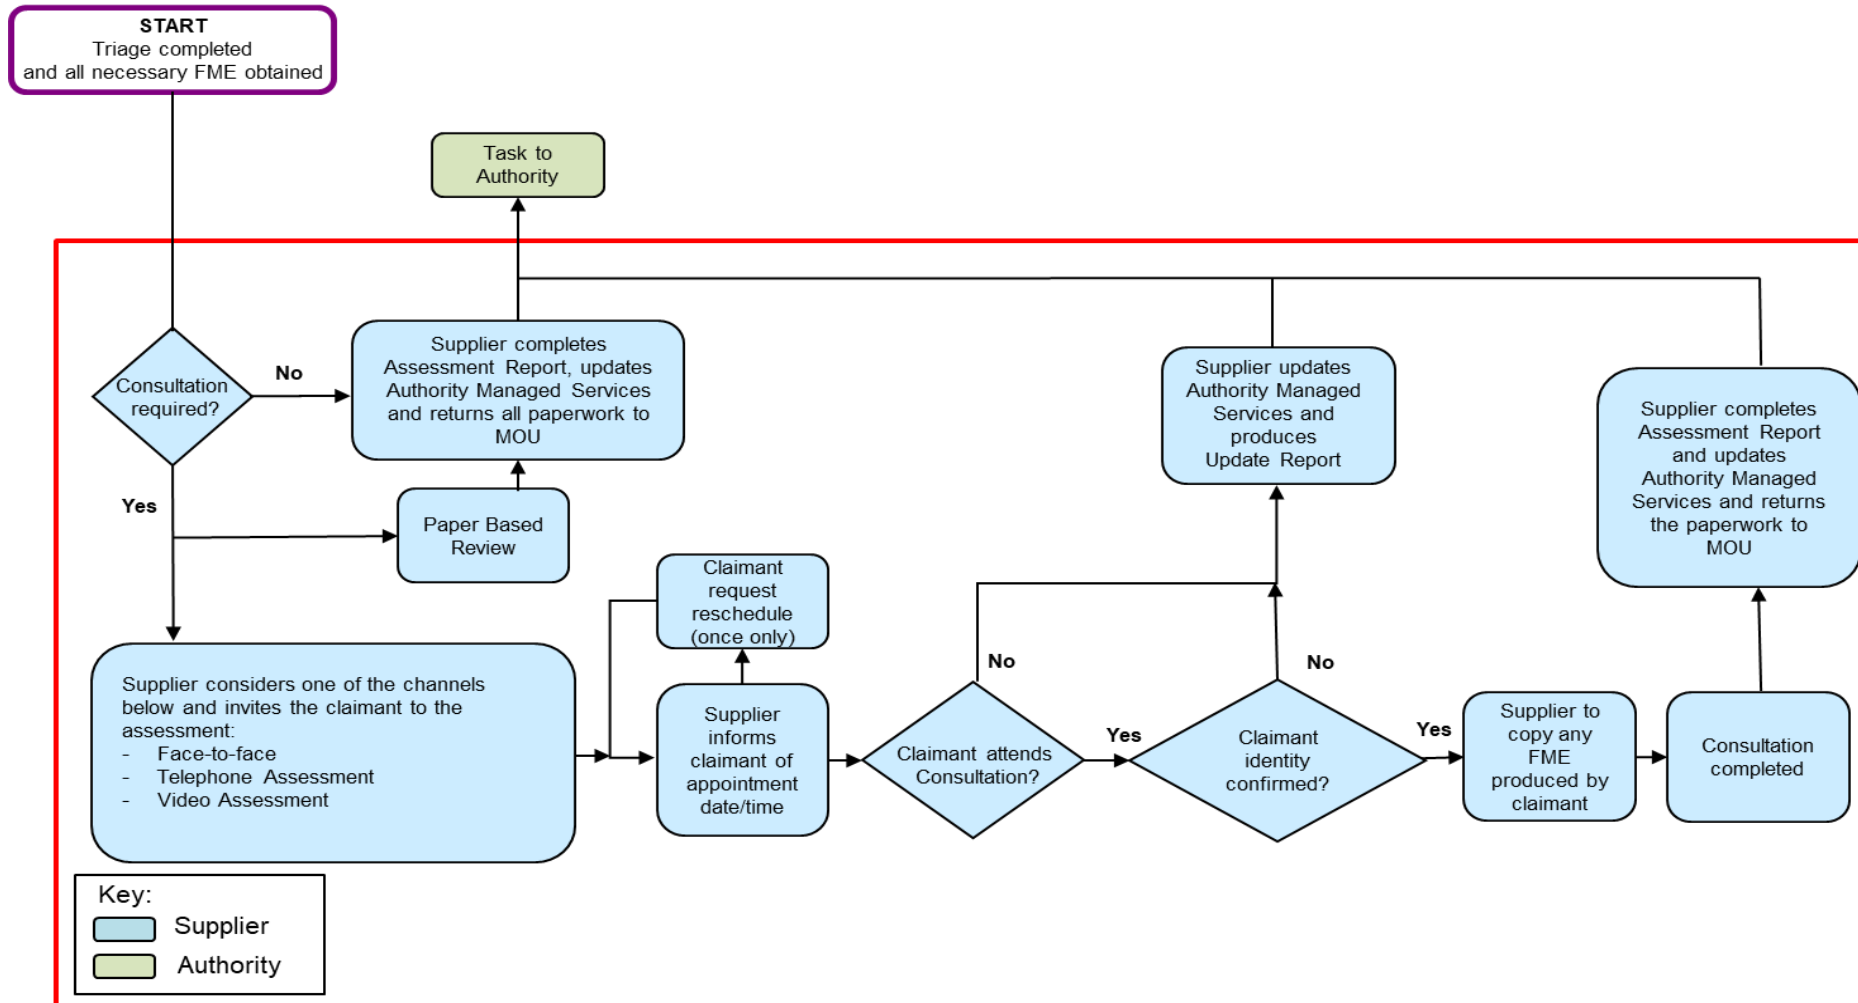 START
Triage completed
and all necessary FME obtained
Task to
Authority
Consultation
required?
No
Yes
Supplier completes
Assessment Report, updates
Authority Managed Services
and returns all paperwork to
MOU
Paper Based
Review
Supplier considers one of the channels
below and invites the claimant to the
assessment:
- Face-to-face
- Telephone Assessment
- Video Assessment
Claimant
request
reschedule
(once only)
Supplier
informs
claimant of
appointment
date/time
Claimant attends
Consultation?
No
Yes
Supplier updates
Authority Managed
Services and
produces
Update Report
Claimant
identity
confirmed?
No
Yes
Supplier to
copy any
FME
produced by
claimant
Consultation
completed
Supplier completes
Assessment Report
and updates
Authority Managed
Services and returns
the paperwork to
MOU
Key:
Supplier
Authority